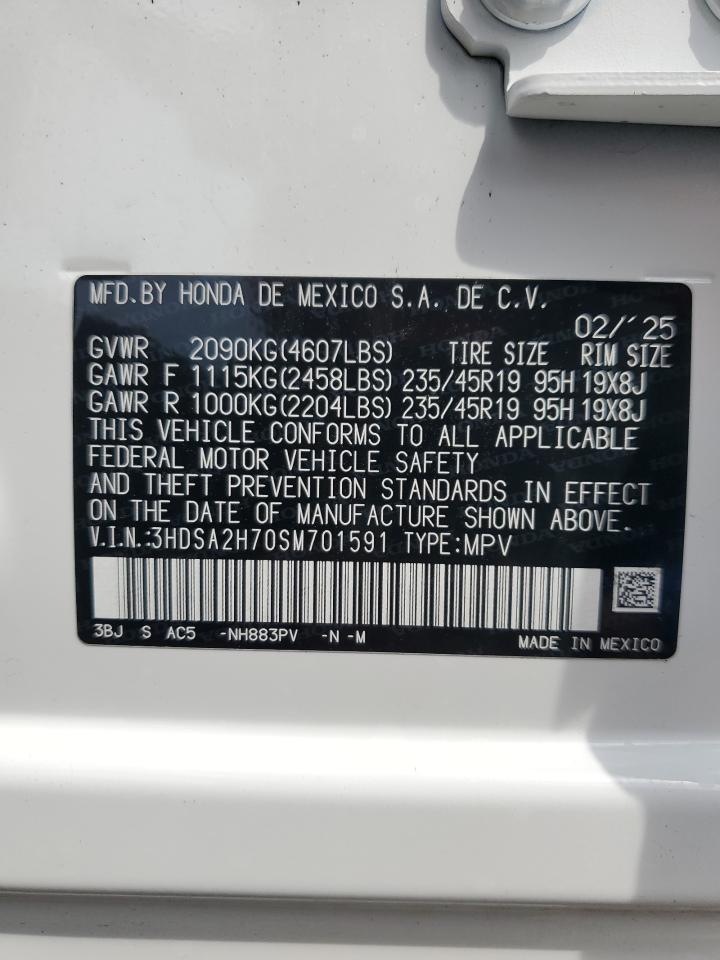 MFD.BY HONDA DE MEXICO S.A. DE C.V.
02/'25
GVWR 2090KG(4607LBS) TIRE SIZE RIM SIZE
GAWR F 1115KG(2458LBS) 235/45R19 95H 19X8J
GAWR R 1000KG(2204LBS) 235/45R19 95H 19X8J
THIS VEHICLE CONFORMS TO ALL APPLICABLE
FEDERAL MOTOR VEHICLE SAFETY
AND THEFT PREVENTION STANDARDS IN EFFECT
ON THE DATE OF MANUFACTURE SHOWN ABOVE.
V.I.N.:3HDSA2H70SM701591 TYPE:MPV
3BJ S AC5 -NH883PV -N -M
MADE IN MEXICO